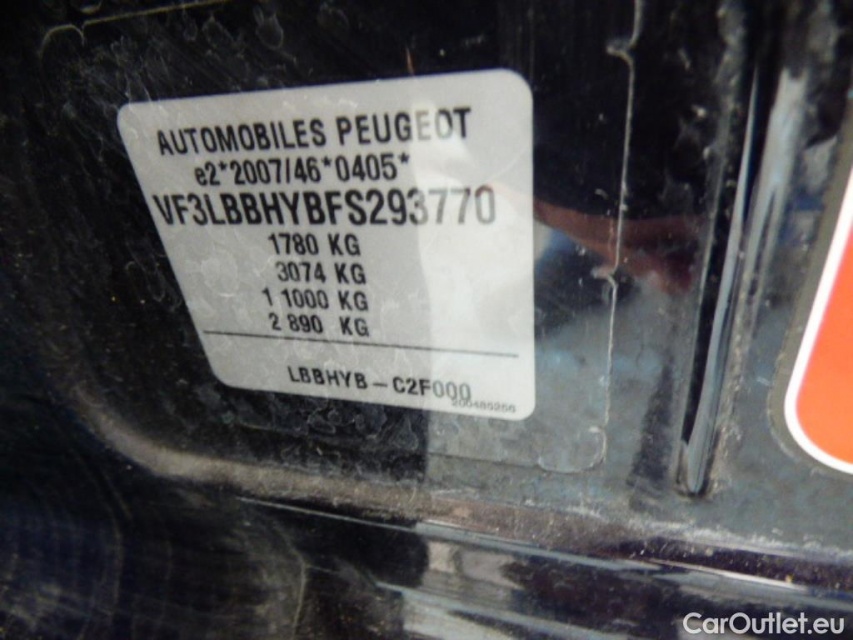 AUTOMOBILES PEUGEOT
e2*2007/46*0405*
VF3LBBHYBFS293770
1780 KG
3074 KG
1 1000 KG
2 890 KG
LBBHYB-C2F000
200485256
CarOutlet.eu